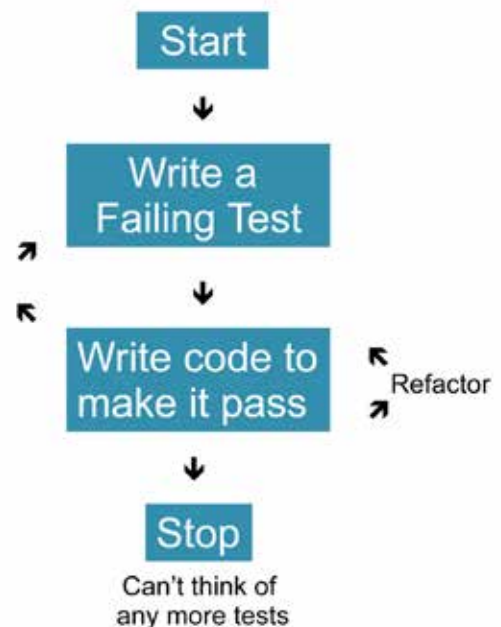 Start
Write a
Failing Test
Write code to
make it pass
Refactor
Stop
Can't think of
any more tests